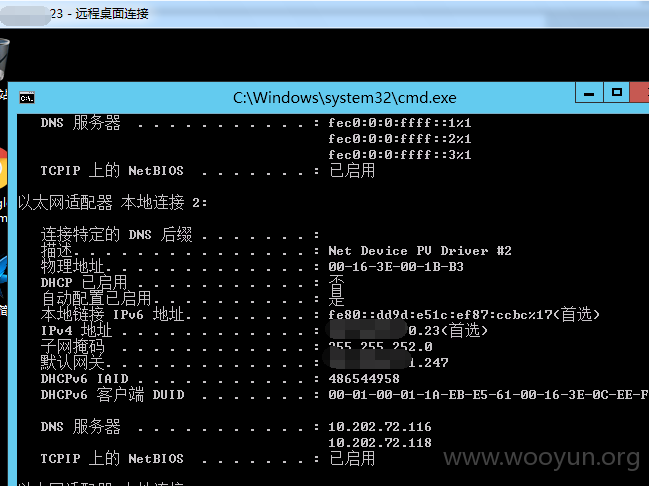 23 - 远程桌面连接
C:\Windows\system32\cmd.exe
DNS 服务器 . . . . . . . . . . . : fec0:0:0:ffff::1%1
fec0:0:0:ffff::2%1
fec0:0:0:ffff::3%1
TCPIP 上的 NetBIOS . . . . . . . : 已启用
以太网适配器 本地连接 2:
连接特定的 DNS 后缀 . . . . . . . :
描述. . . . . . . . . . . . . . . : Net Device PV Driver #2
物理地址. . . . . . . . . . . . . : 00-16-3E-00-1B-B3
DHCP 已启用 . . . . . . . . . . . : 否
自动配置已启用. . . . . . . . . . : 是
本地链接 IPv6 地址. . . . . . . . : fe80::dd9d:e51c:ef87:ccbc%17(首选)
IPv4 地址 . . . . . . . . . . . . : 0.23(首选)
子网掩码 . . . . . . . . . . . . : 255.255.252.0
默认网关. . . . . . . . . . . . . : 1.247
DHCPv6 IAID . . . . . . . . . . . : 486544958
DHCPv6 客户端 DUID . . . . . . . : 00-01-00-01-1A-EB-E5-61-00-16-3E-0C-EE-F
DNS 服务器 . . . . . . . . . . . : 10.202.72.116
10.202.72.118
TCPIP 上的 NetBIOS . . . . . . . : 已启用
www.wooyun.org